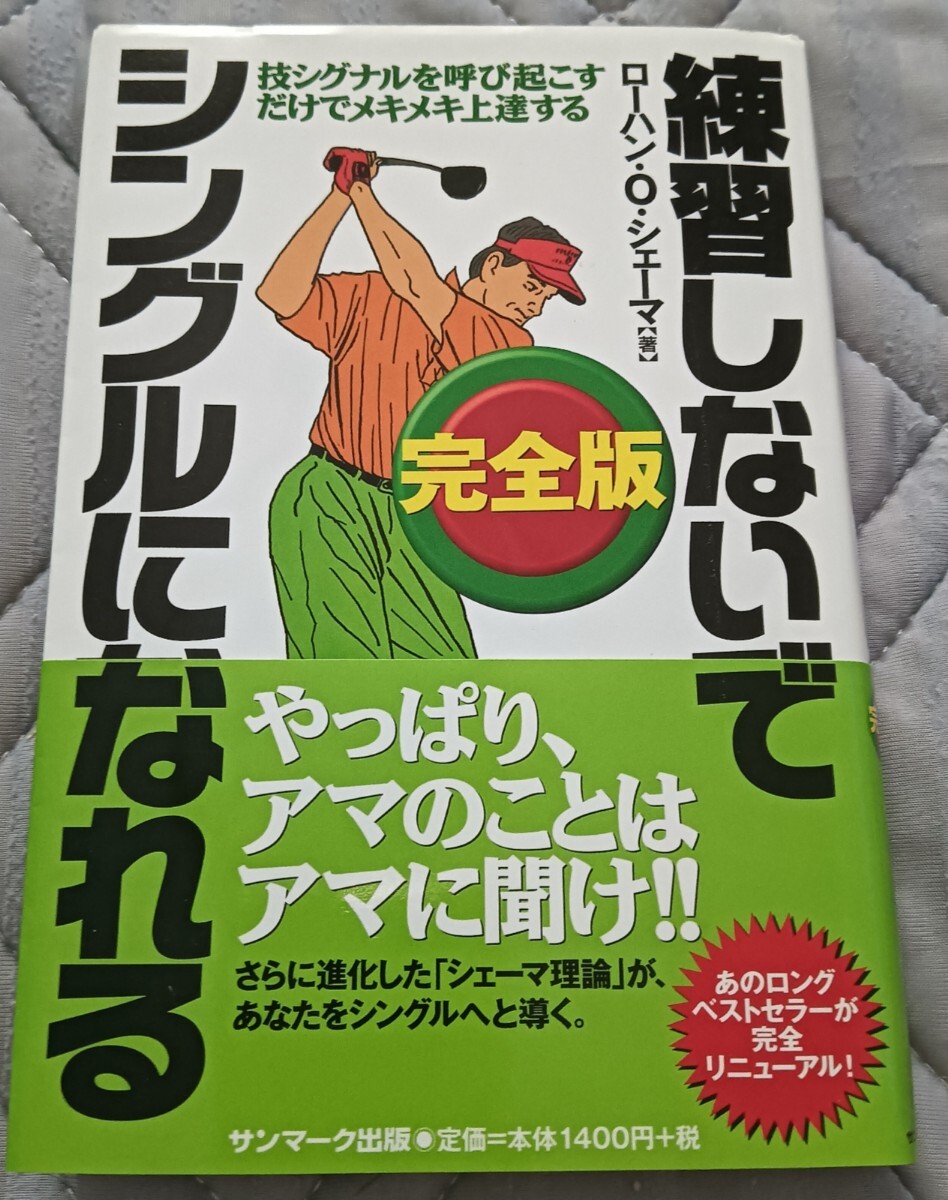 練習しないで
シングルになれる
技シグナルを呼び起こす
だけでメキメキ上達する
ローハン・O・シェーマ【著】
完全版
やっぱり、
アマのことは
アマに聞け!!
さらに進化した「シェーマ理論」が、
あなたをシングルへと導く。
あのロング
ベストセラーが
完全
リニューアル!
サンマーク出版●定価=本体1400円+税